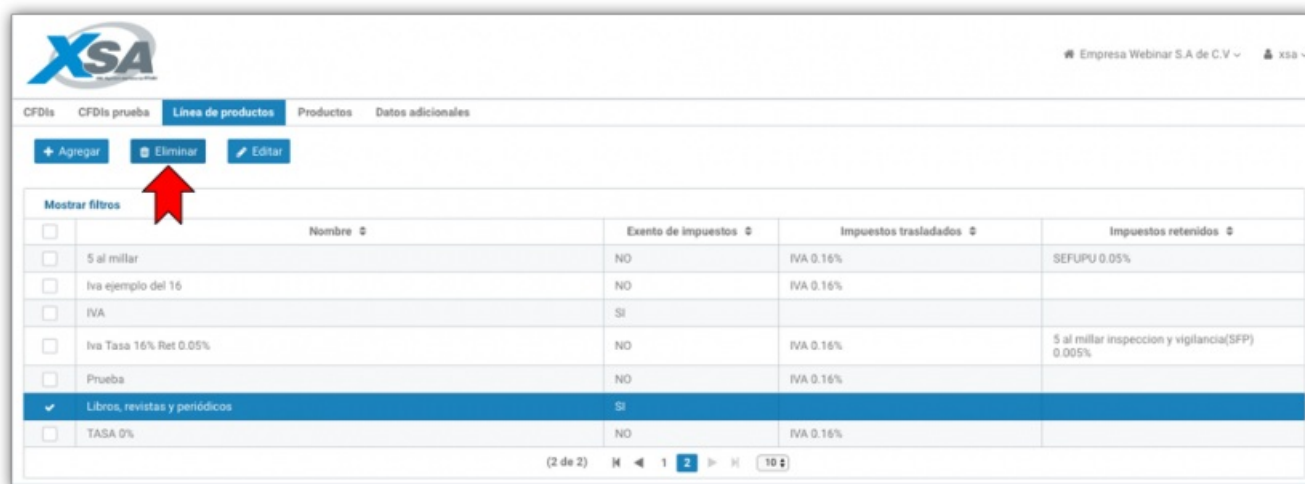 XSA
Empresa Webinar S.A de C.V xsa
CFDIs CFDIs prueba Línea de productos Productos Datos adicionales
Agregar Eliminar Editar
Mostrar filtros
Nombre Exento de impuestos Impuestos trasladados Impuestos retenidos
5 al millar NO IVA 0.16% SEFUPU 0.05%
Iva ejemplo del 16 NO IVA 0.16%
IVA SI
Iva Tasa 16% Ret 0.05% NO IVA 0.16% 5 al millar inspeccion y vigilancia(SFP)
0.005%
Prueba NO IVA 0.16%
Libros, revistas y periódicos SI
TASA 0% NO IVA 0.16%
(2 de 2) 1 2 10